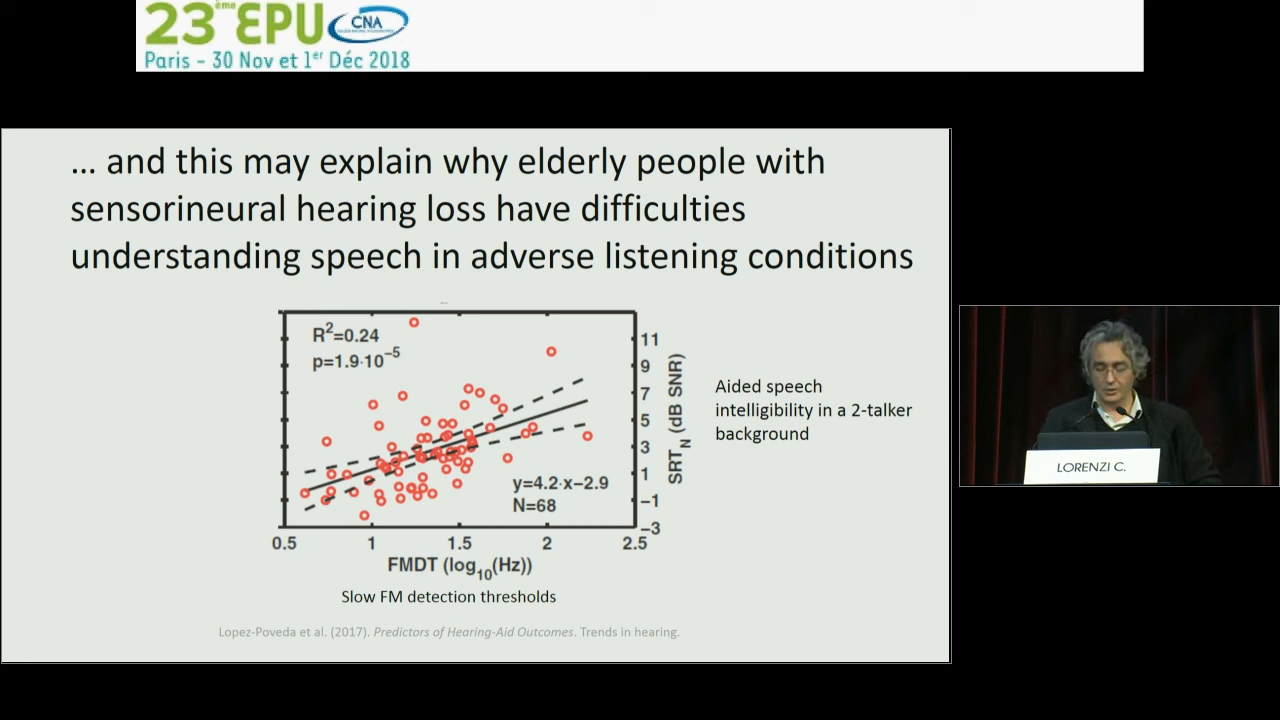 23ème EPU CNA
Paris – 30 Nov et 1er Déc 2018
... and this may explain why elderly people with
sensorineural hearing loss have difficulties
understanding speech in adverse listening conditions
R2=0.24
p=1.9·10−5
y=4.2·x−2.9
N=68
11
9
7
5
3
1
−1
−3
SRTN (dB SNR)
0.5 1 1.5 2 2.5
FMDT (log10(Hz))
Slow FM detection thresholds
Aided speech
intelligibility in a 2-talker
background
Lopez-Poveda et al. (2017). Predictors of Hearing-Aid Outcomes. Trends in hearing.
LORENZI C.